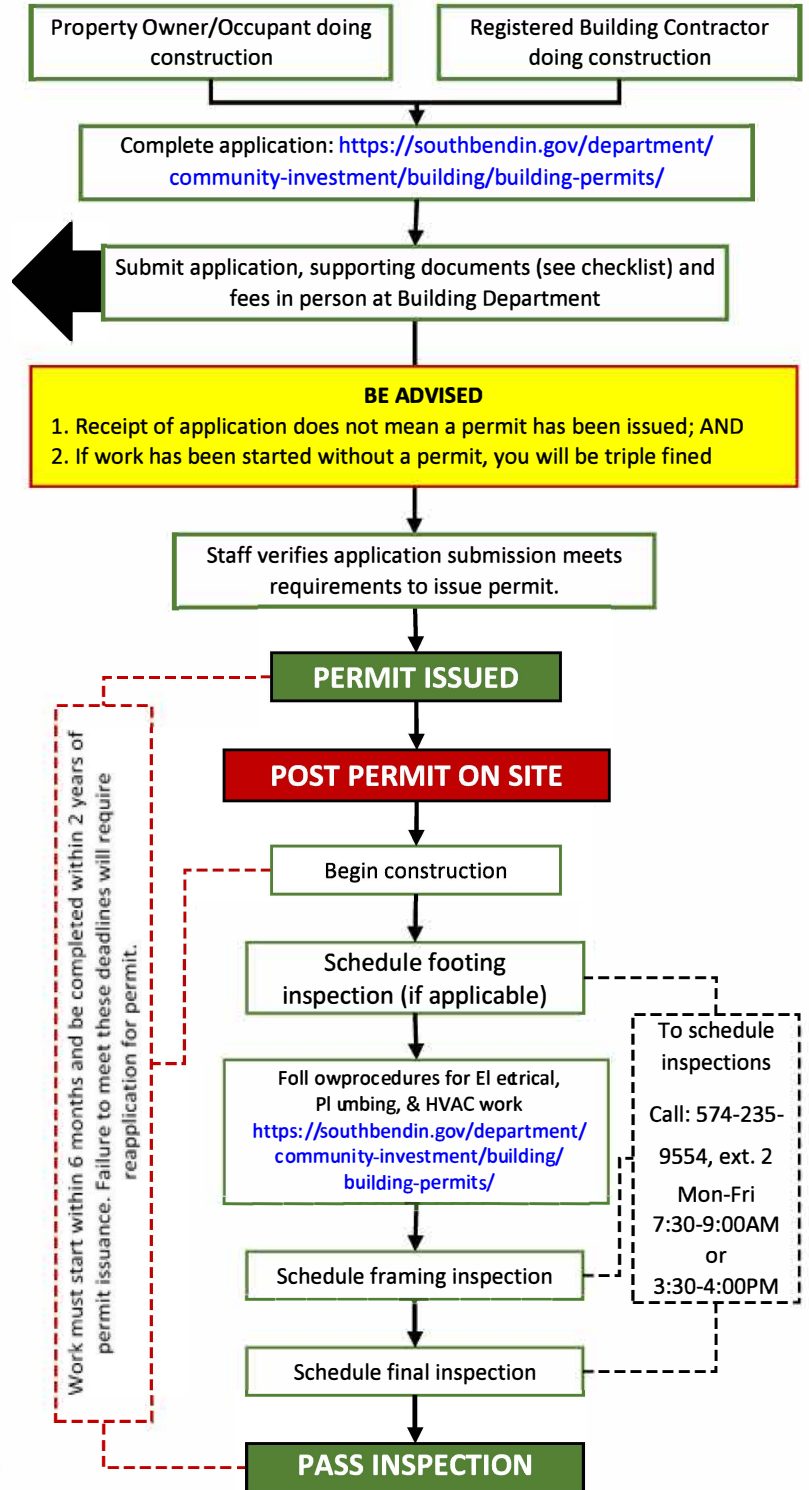 Property Owner/Occupant doing
construction
Registered Building Contractor
doing construction
Complete application: https://southbendin.gov/department/
community-investment/building/building-permits/
Submit application, supporting documents (see checklist) and
fees in person at Building Department
BE ADVISED
1. Receipt of application does not mean a permit has been issued; AND
2. If work has been started without a permit, you will be triple fined
Staff verifies application submission meets
requirements to issue permit.
PERMIT ISSUED
POST PERMIT ON SITE
Work must start within 6 months and be completed within 2 years of
permit issuance. Failure to meet these deadlines will require
reapplication for permit.
Begin construction
Schedule footing
inspection (if applicable)
To schedule
inspections
Call: 574-235-
9554, ext. 2
Mon-Fri
7:30-9:00AM
or
3:30-4:00PM
Foll owprocedures for El ectrical,
Pl umbing, & HVAC work
https://southbendin.gov/department/
community-investment/building/
building-permits/
Schedule framing inspection
Schedule final inspection
PASS INSPECTION